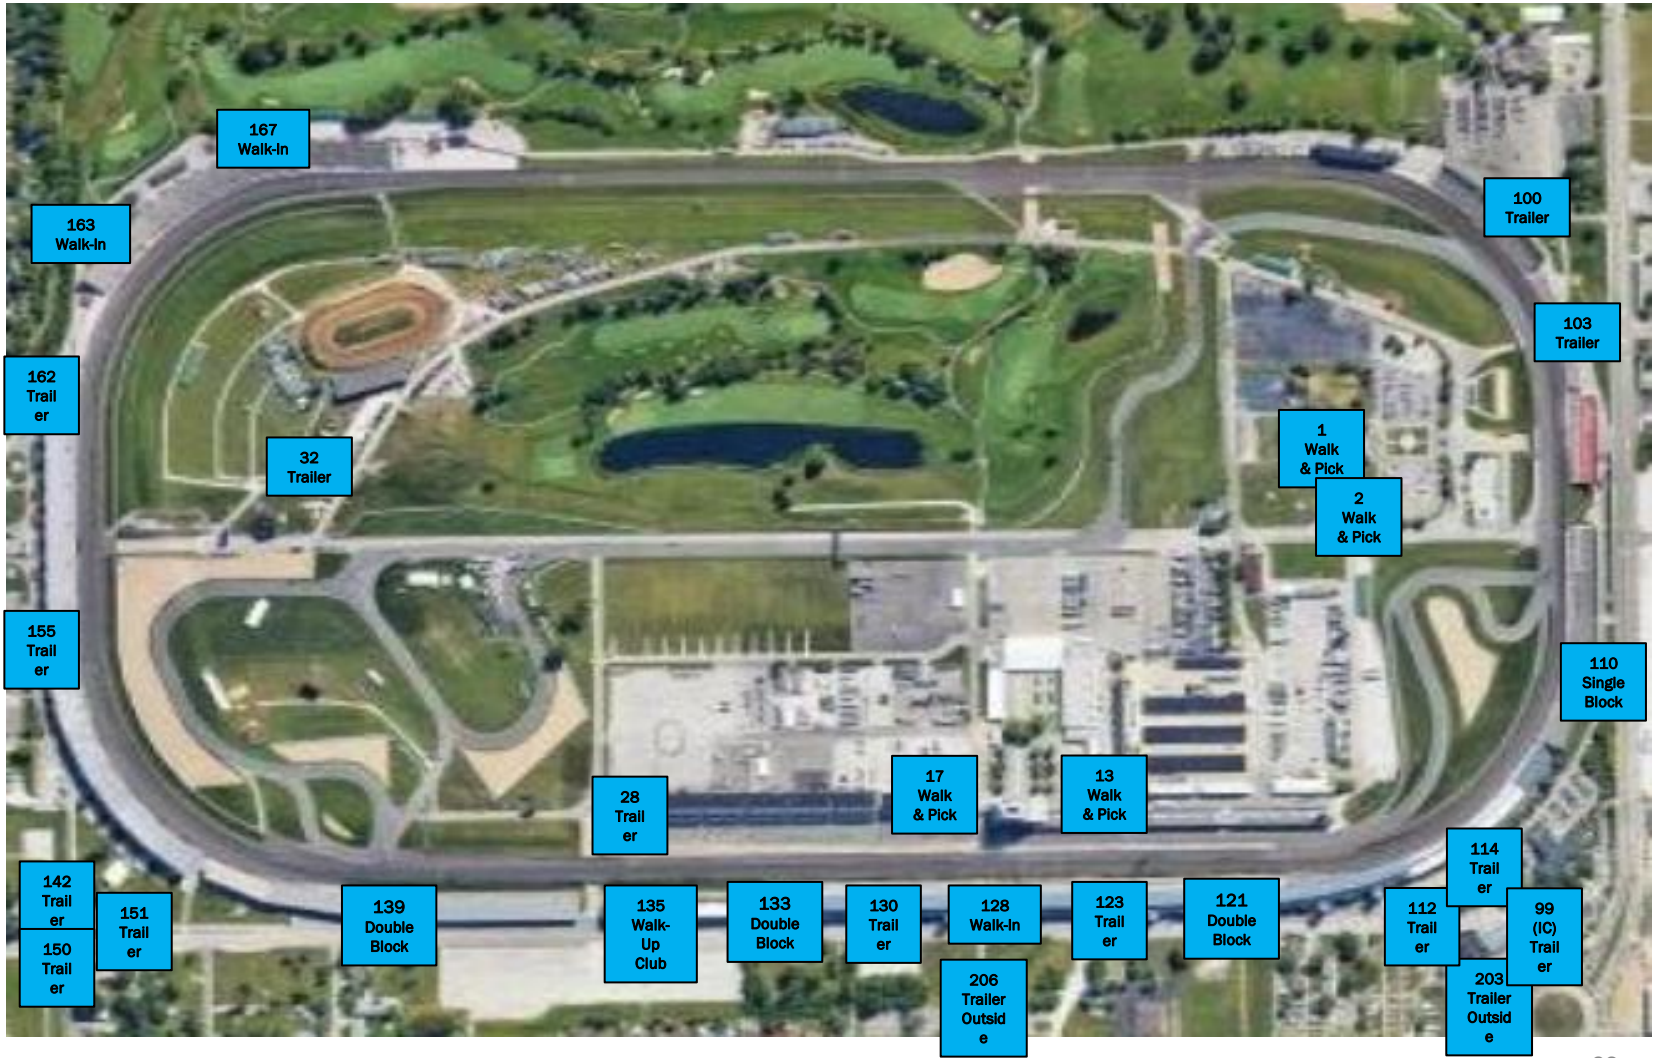 167
Walk-In
163
Walk-In
100
Trailer
103
Trailer
162
Trail
er
1
Walk
& Pick
32
Trailer
2
Walk
& Pick
155
Trail
er
110
Single
Block
17
Walk
& Pick
13
Walk
& Pick
28
Trail
er
114
Trail
er
142
Trail
er
151
Trail
er
150
Trail
er
139
Double
Block
135
Walk-
Up
Club
133
Double
Block
130
Trail
er
128
Walk-In
123
Trail
er
121
Double
Block
112
Trail
er
99
(IC)
Trail
er
206
Trailer
Outsid
e
203
Trailer
Outsid
e